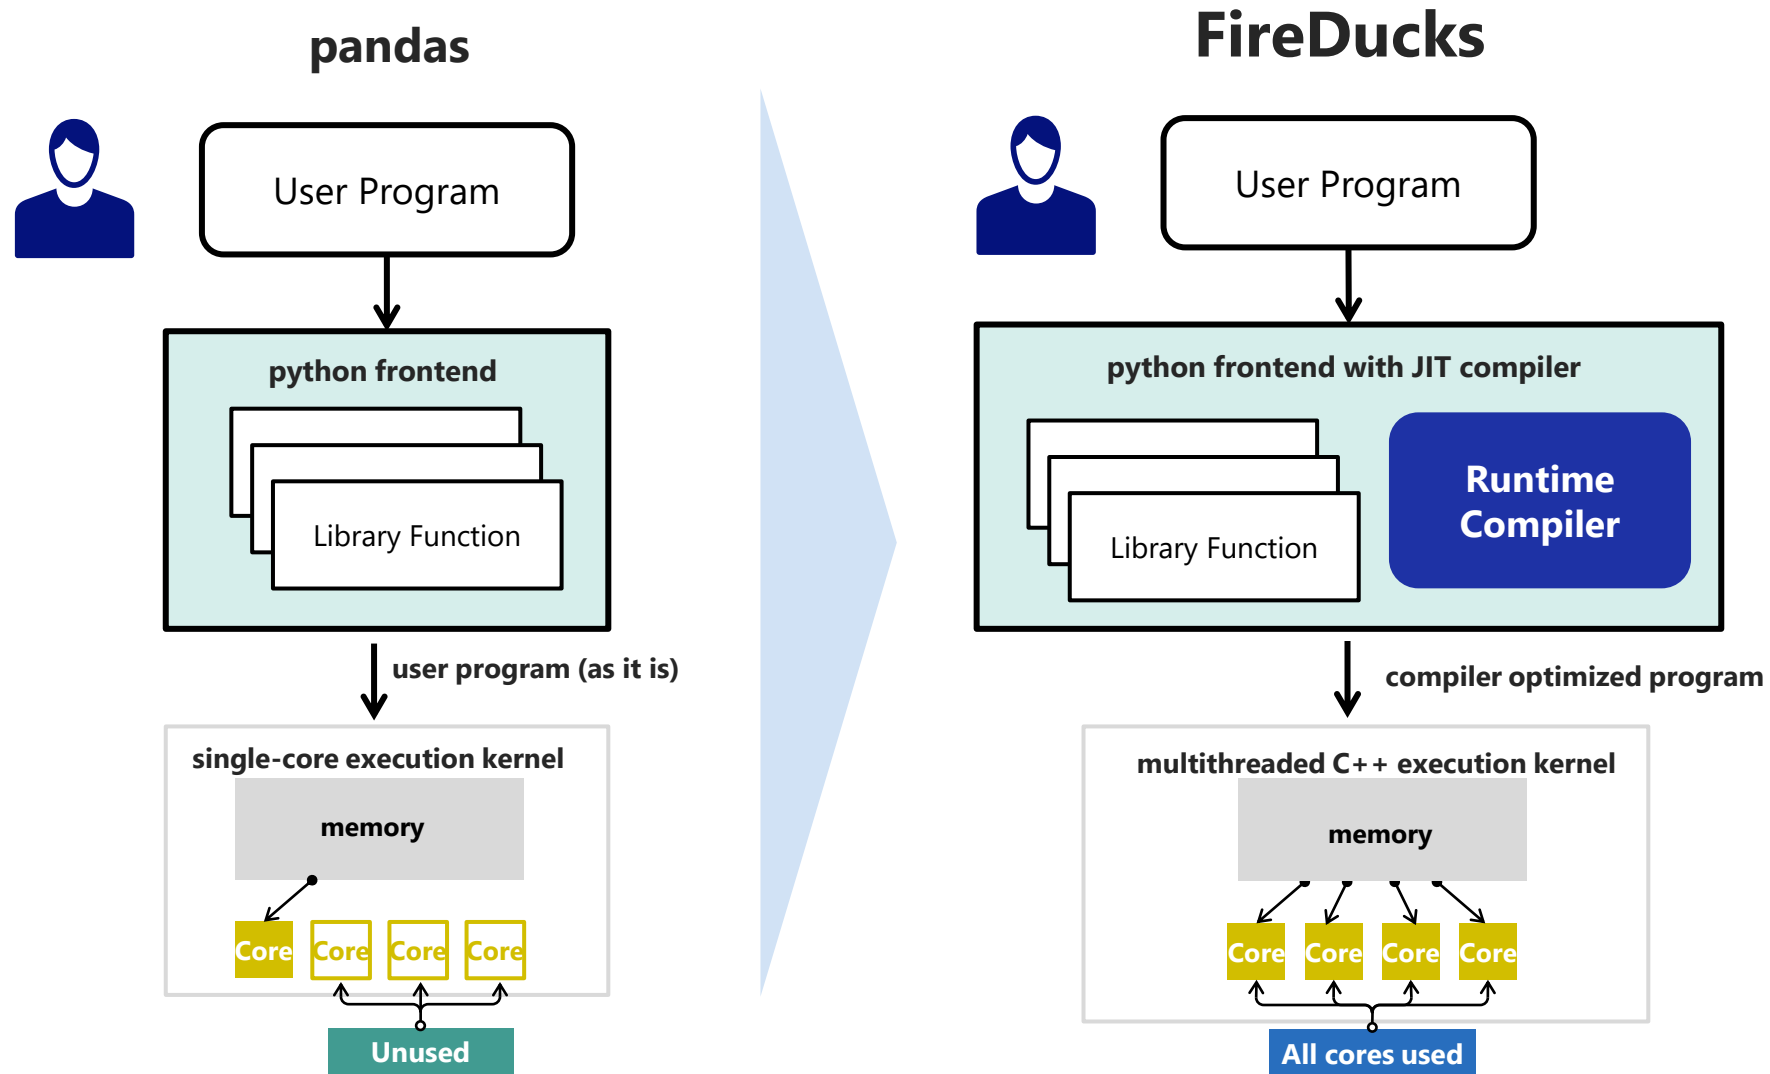 pandas
User Program
python frontend
Library Function
user program (as it is)
single-core execution kernel
memory
Core Core Core Core
Unused
FireDucks
User Program
python frontend with JIT compiler
Library Function
Runtime
Compiler
compiler optimized program
multithreaded C++ execution kernel
memory
Core Core Core Core
All cores used